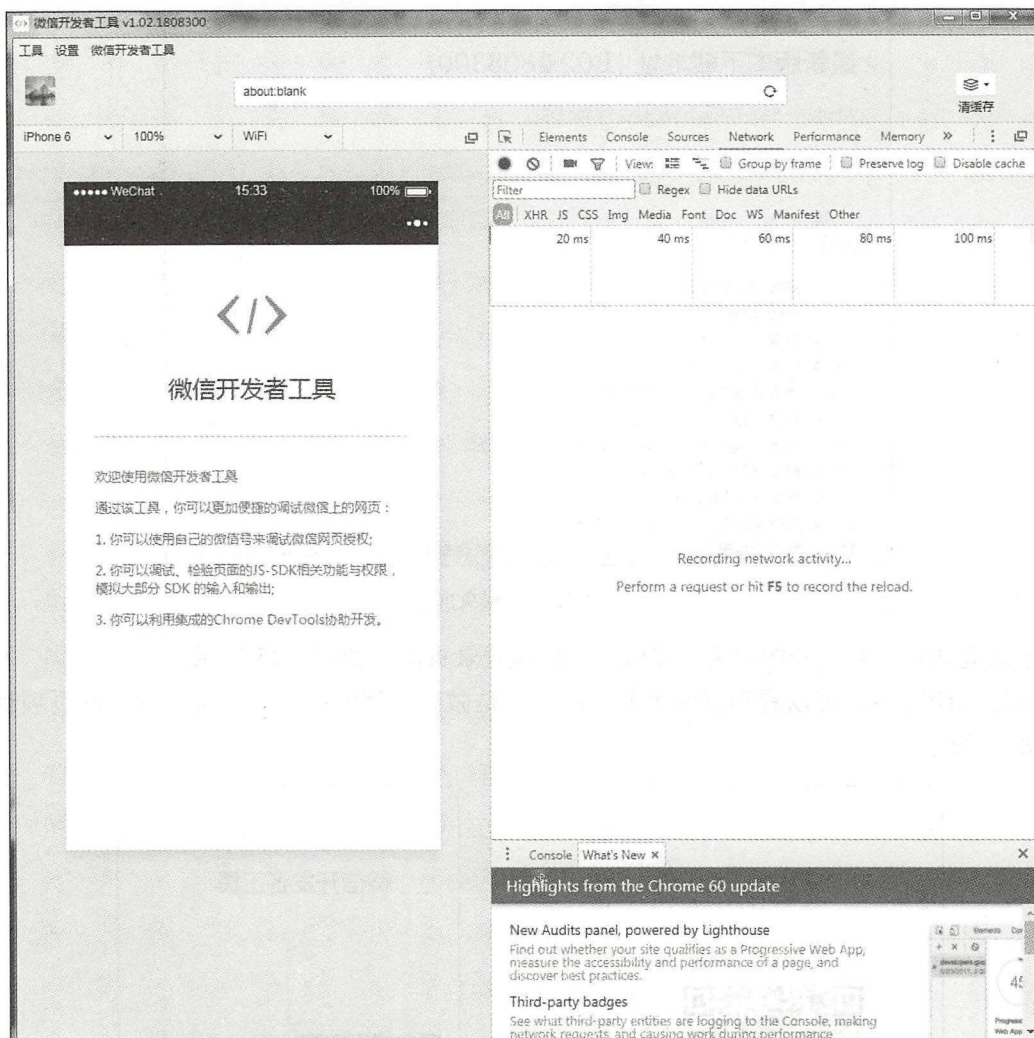 微信开发者工具 v1.02.1808300
工具 设置 微信开发者工具
about:blank
清缓存
iPhone 6 100% WiFi
Elements Console Sources Network Performance Memory
View: Group by frame Preserve log Disable cache
Filter Regex Hide data URLs
All XHR JS CSS Img Media Font Doc WS Manifest Other
20 ms 40 ms 60 ms 80 ms 100 ms
WeChat 15:33 100%
</>
微信开发者工具
欢迎使用微信开发者工具
通过该工具，你可以更加便捷的调试微信上的网页：
1. 你可以使用自己的微信号来调试微信网页授权;
2. 你可以调试、检验页面的JS-SDK相关功能与权限，
模拟大部分 SDK 的输入和输出;
3. 你可以利用集成的Chrome DevTools协助开发。
Recording network activity...
Perform a request or hit F5 to record the reload.
Console What's New
Highlights from the Chrome 60 update
New Audits panel, powered by Lighthouse
Find out whether your site qualifies as a Progressive Web App,
measure the accessibility and performance of a page, and
discover best practices.
Third-party badges
See what third-party entities are logging to the Console, making
network requests, and causing work during performance
Elements
45
Progressive
Web App